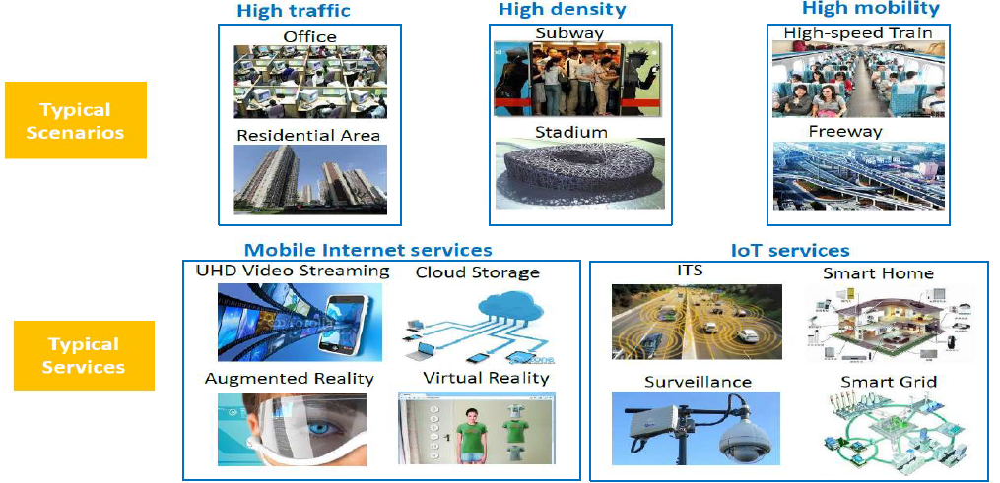 High traffic
High density
High mobility
Office
Subway
High-speed Train
Typical
Scenarios
Residential Area
Stadium
Freeway
Mobile Internet services
IoT services
UHD Video Streaming
Cloud Storage
ITS
Smart Home
Typical
Services
Augmented Reality
Virtual Reality
Surveillance
Smart Grid